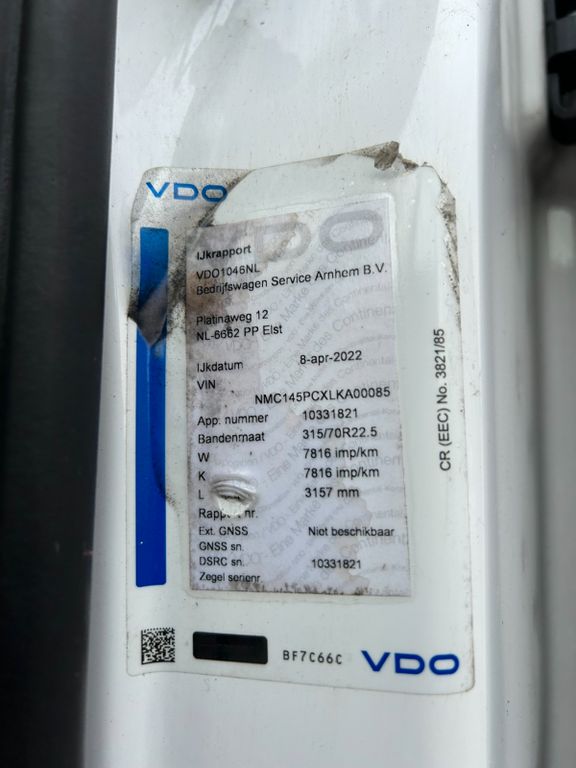 VDO
VDO
IJkrapport
VDO1046NL
Bedrijfswagen Service Arnhem B.V.
Platinaweg 12
NL-6662 PP Elst
IJkdatum 8-apr-2022
VIN
NMC145PCXLKA00085
App. nummer 10331821
Bandenmaat 315/70R22.5
W 7816 imp/km
K 7816 imp/km
L 3157 mm
Rapport nr.
Ext. GNSS Niet beschikbaar
GNSS sn.
DSRC sn. 10331821
Zegel serienr
CR (EEC) No. 3821/85
BF7C66C
VDO